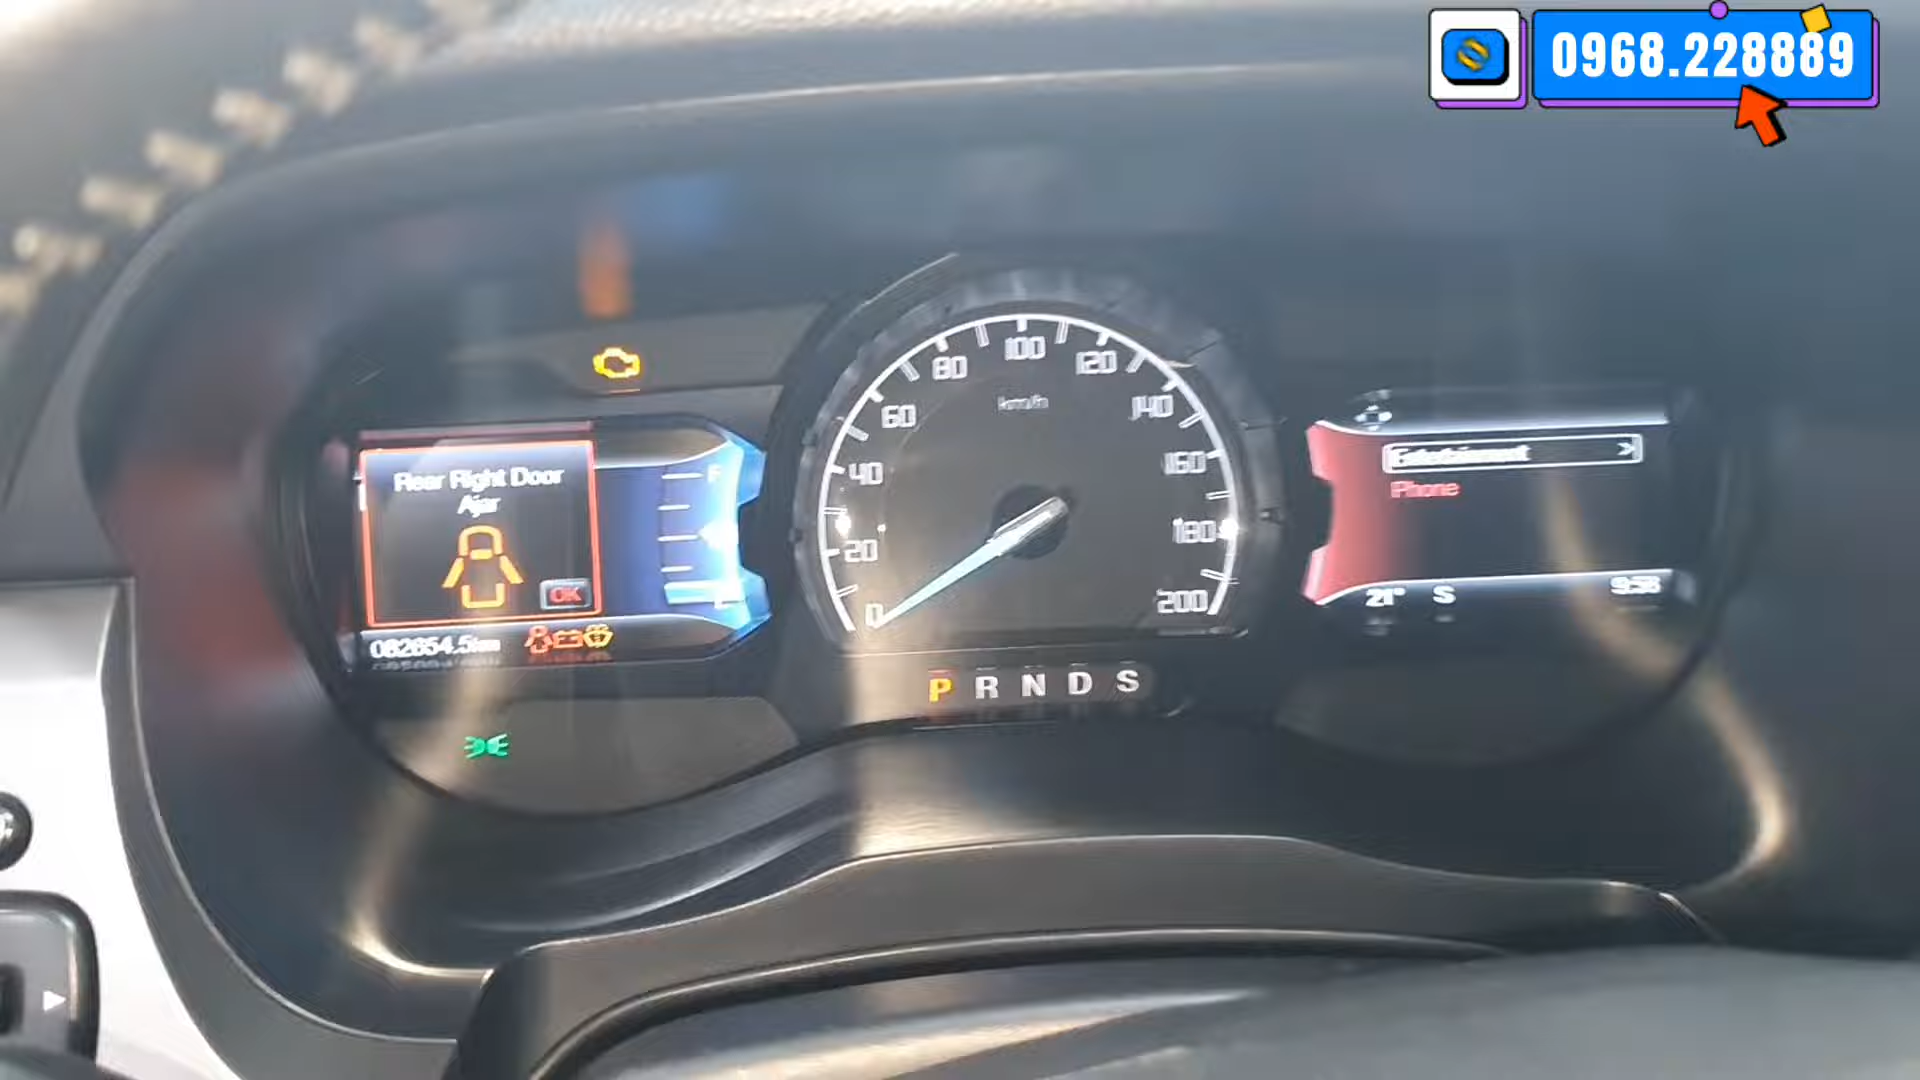 0968.228889
Rear Right Door
Ajar
OK
F
082654.5km
0
20
40
60
80
100
120
140
160
180
200
km/h
P R N D S
Entertainment >
Phone
21° S 9:58